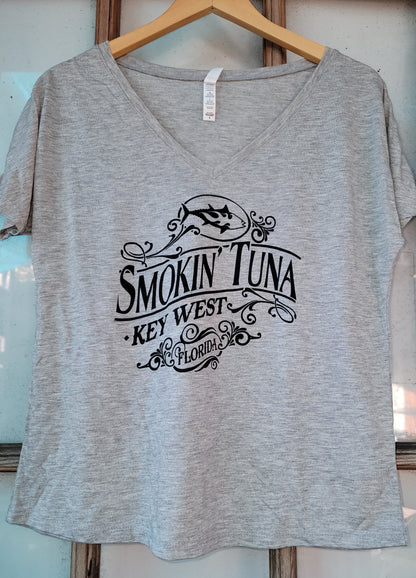 SMOKIN' TUNA
· KEY WEST ·
FLORIDA